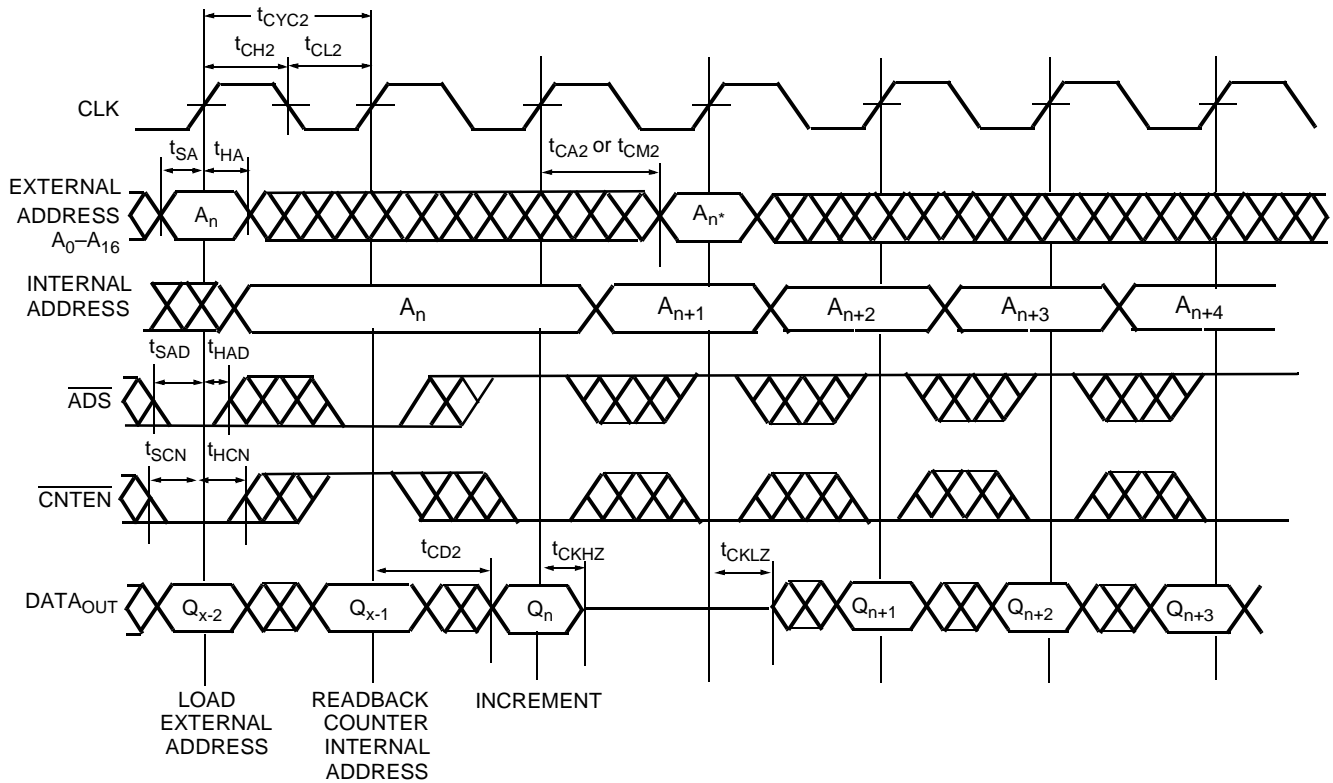 tCYC2
tCH2 tCL2
CLK
tSA tHA tCA2 or tCM2
EXTERNAL
ADDRESS
A0–A16
An An*
INTERNAL
ADDRESS
An An+1 An+2 An+3 An+4
tSAD tHAD
ADS
tSCN tHCN
CNTEN
tCD2 tCKHZ tCKLZ
DATAOUT Qx-2 Qx-1 Qn Qn+1 Qn+2 Qn+3
LOAD
EXTERNAL
ADDRESS
READBACK
COUNTER
INTERNAL
ADDRESS
INCREMENT